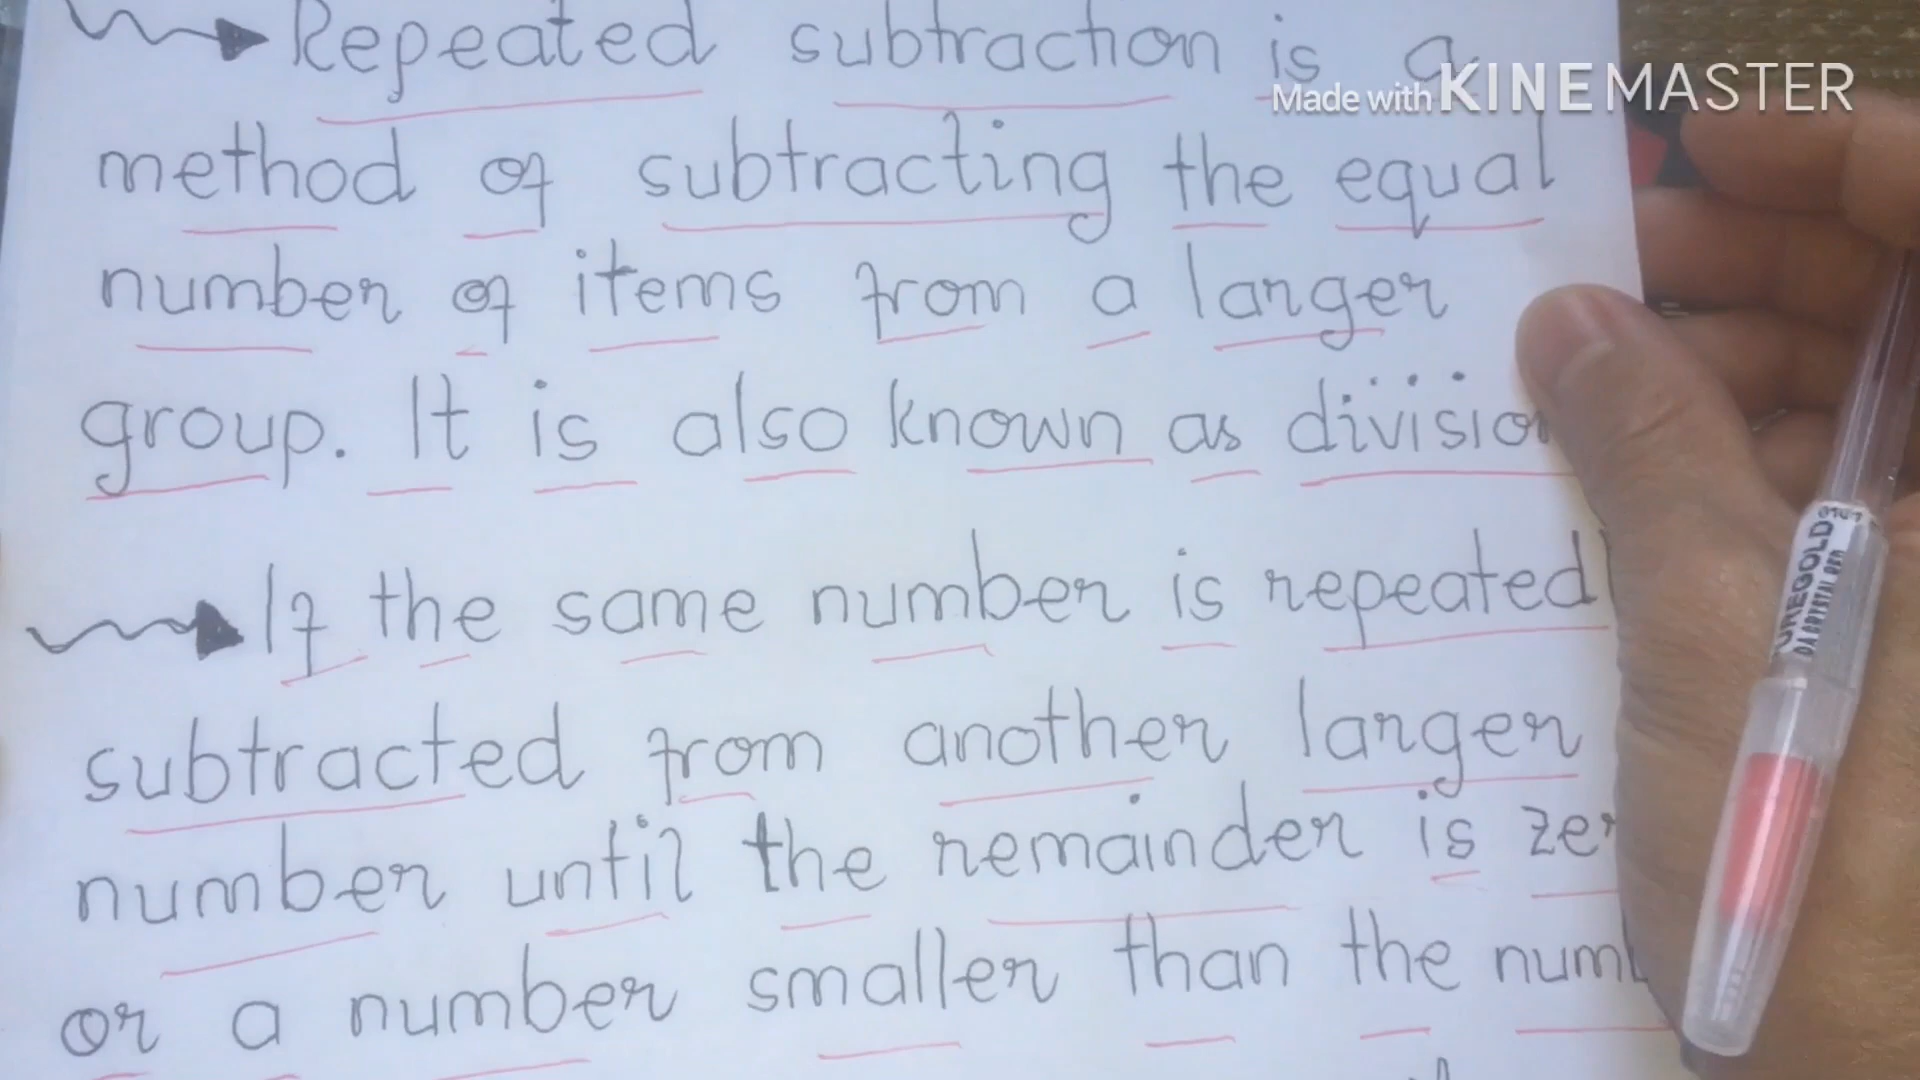 Repeated subtraction is a
Made with KINEMASTER
method of subtracting the equal
number of items from a larger
group. It is also known as division
If the same number is repeated
subtracted from another larger
number until the remainder is
or a number smaller than the